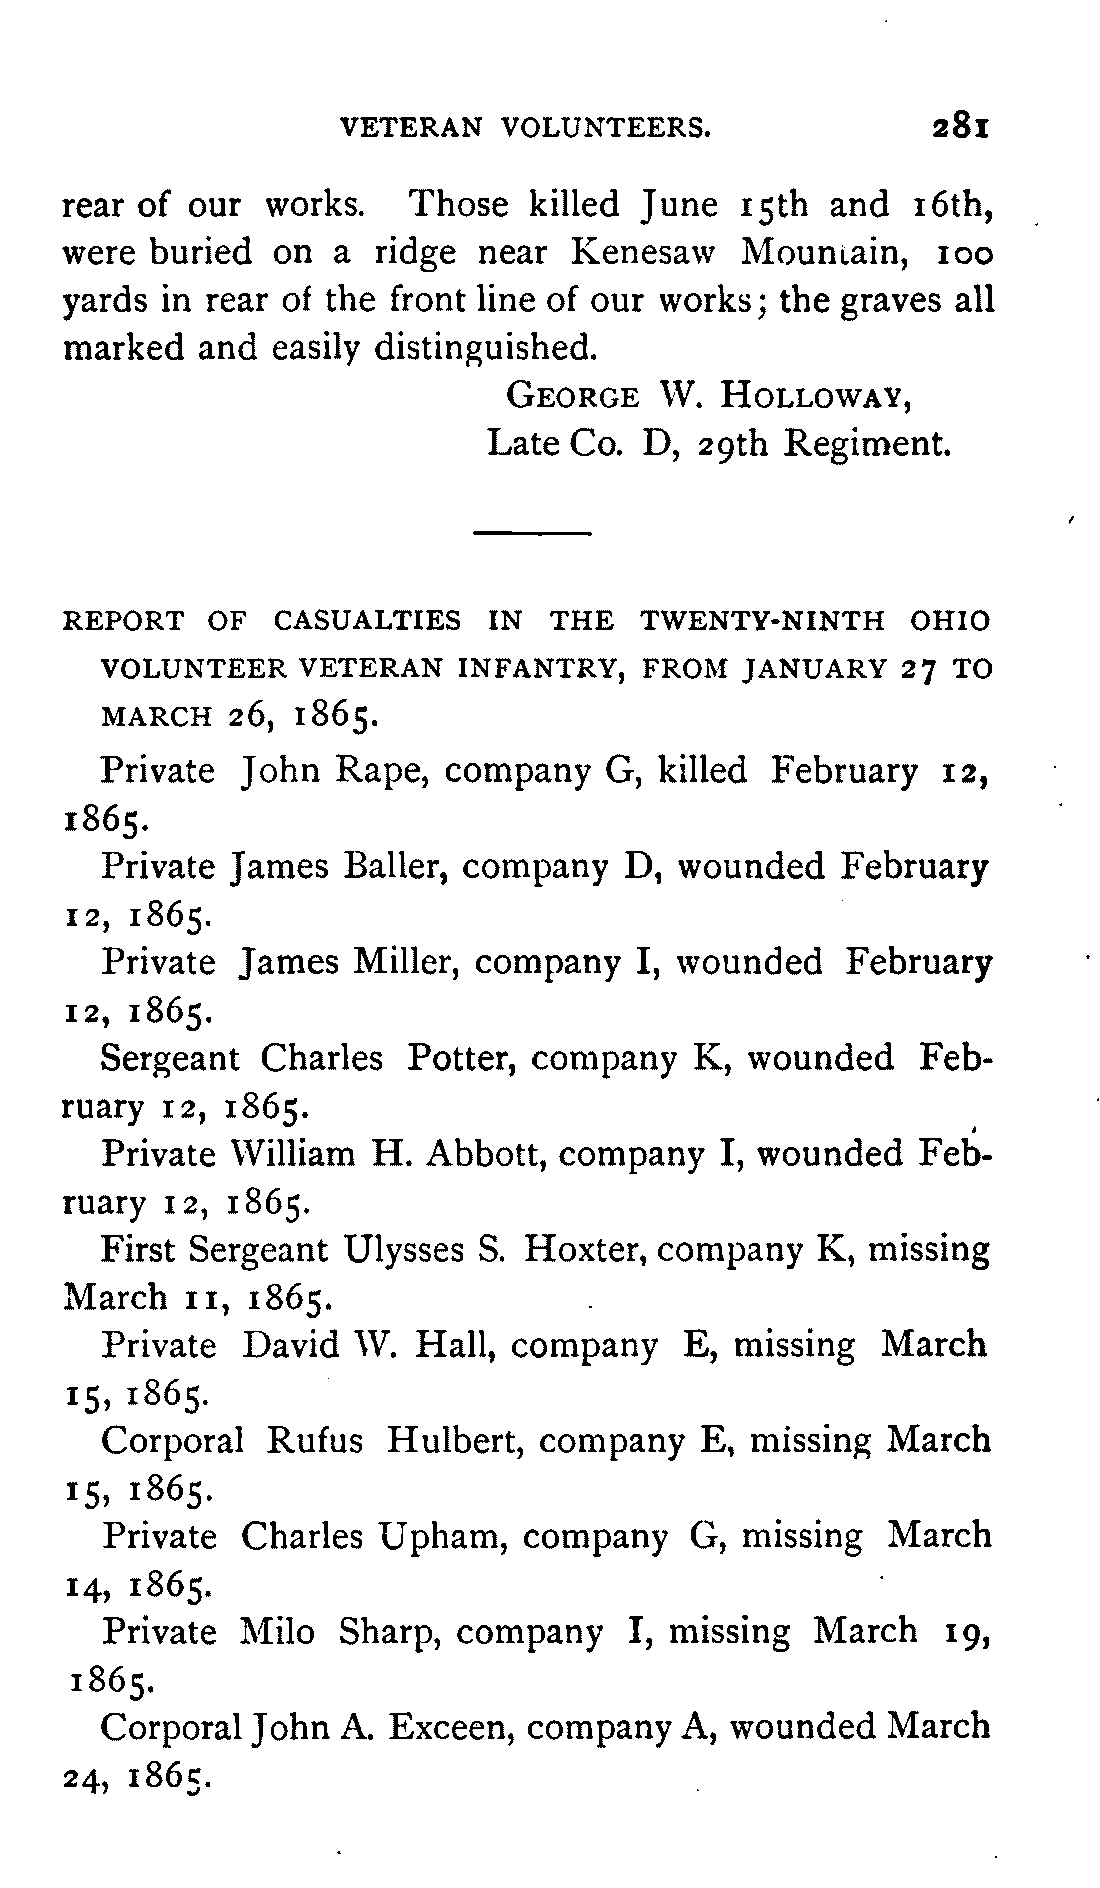 VETERAN VOLUNTEERS. 281
rear of our works. Those killed June 15th and 16th,
were buried on a ridge near Kenesaw Mountain, 100
yards in rear of the front line of our works; the graves all
marked and easily distinguished.
GEORGE W. HOLLOWAY,
Late Co. D, 29th Regiment.
REPORT OF CASUALTIES IN THE TWENTY-NINTH OHIO
VOLUNTEER VETERAN INFANTRY, FROM JANUARY 27 TO
MARCH 26, 1865.
Private John Rape, company G, killed February 12,
1865.
Private James Baller, company D, wounded February
12, 1865.
Private James Miller, company I, wounded February
12, 1865.
Sergeant Charles Potter, company K, wounded Feb-
ruary 12, 1865.
Private William H. Abbott, company I, wounded Feb-
ruary 12, 1865.
First Sergeant Ulysses S. Hoxter, company K, missing
March 11, 1865.
Private David W. Hall, company E, missing March
15, 1865.
Corporal Rufus Hulbert, company E, missing March
15, 1865.
Private Charles Upham, company G, missing March
14, 1865.
Private Milo Sharp, company I, missing March 19,
1865.
Corporal John A. Exceen, company A, wounded March
24, 1865.